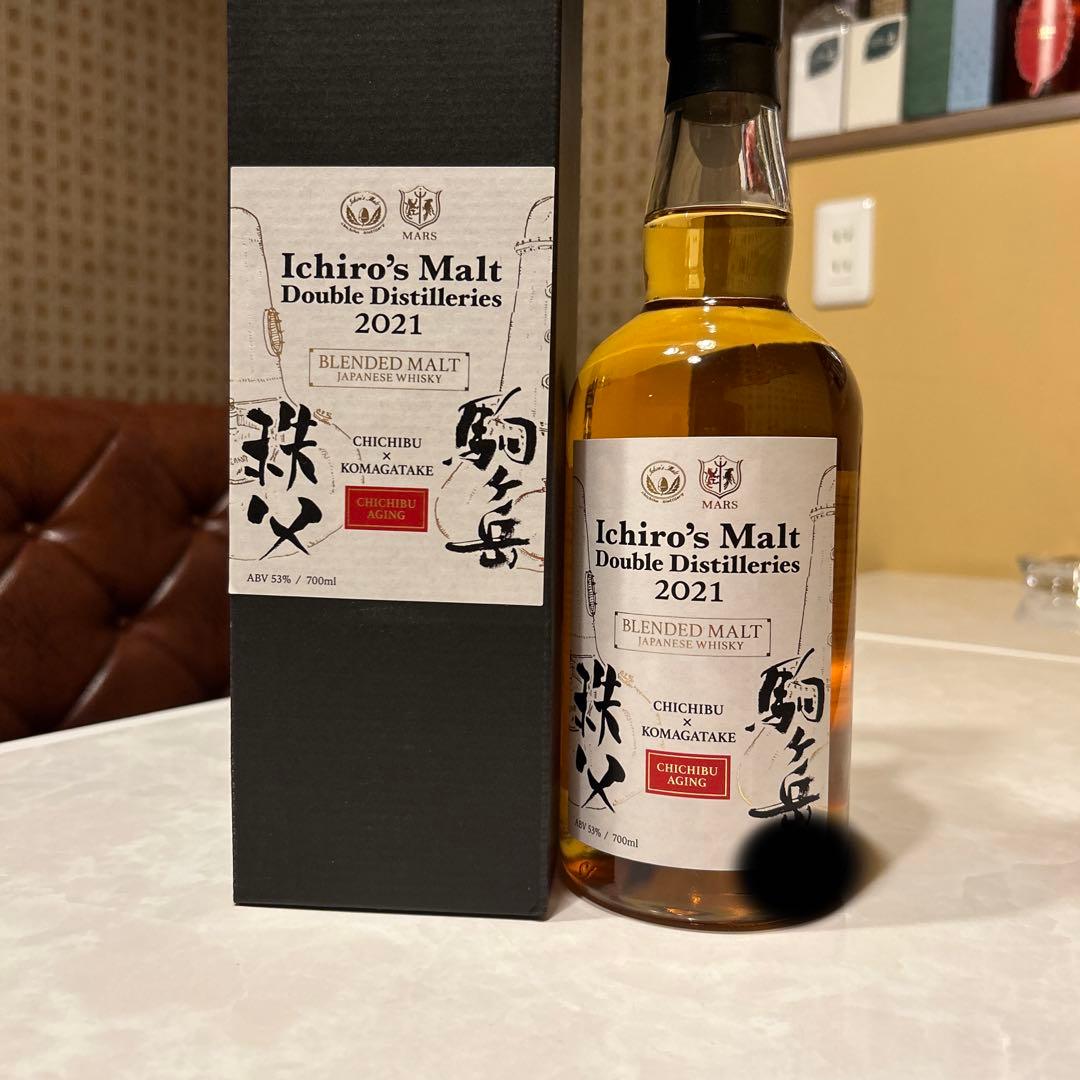 MARS
Ichiro's Malt
Double Distilleries
2021
BLENDED MALT
JAPANESE WHISKY
秩父
CHICHIBU
×
KOMAGATAKE
CHICHIBU
AGING
駒ヶ岳
ABV 53% / 700ml
Ichiro's Malt
MARS
Ichiro's Malt
Double Distilleries
2021
BLENDED MALT
JAPANESE WHISKY
秩父
CHICHIBU
×
KOMAGATAKE
CHICHIBU
AGING
駒ヶ岳
ABV 53% / 700ml